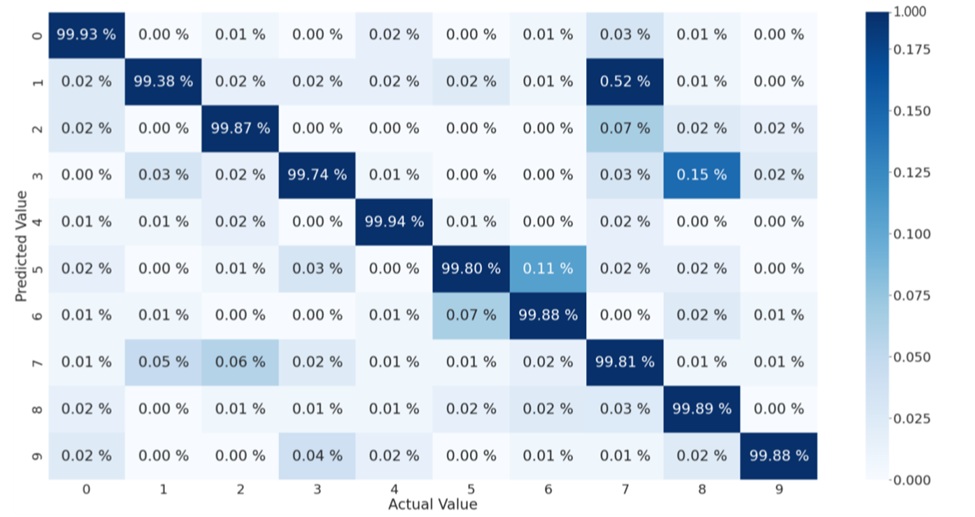 0 99.93 % 0.00 % 0.01 % 0.00 % 0.02 % 0.00 % 0.01 % 0.03 % 0.01 % 0.00 %
1 0.02 % 99.38 % 0.02 % 0.02 % 0.02 % 0.02 % 0.01 % 0.52 % 0.01 % 0.00 %
2 0.02 % 0.00 % 99.87 % 0.00 % 0.00 % 0.00 % 0.00 % 0.07 % 0.02 % 0.02 %
3 0.00 % 0.03 % 0.02 % 99.74 % 0.01 % 0.00 % 0.00 % 0.03 % 0.15 % 0.02 %
4 0.01 % 0.01 % 0.02 % 0.00 % 99.94 % 0.01 % 0.00 % 0.02 % 0.00 % 0.00 %
5 0.02 % 0.00 % 0.01 % 0.03 % 0.00 % 99.80 % 0.11 % 0.02 % 0.02 % 0.00 %
6 0.01 % 0.01 % 0.00 % 0.00 % 0.01 % 0.07 % 99.88 % 0.00 % 0.02 % 0.01 %
7 0.01 % 0.05 % 0.06 % 0.02 % 0.01 % 0.01 % 0.02 % 99.81 % 0.01 % 0.01 %
8 0.02 % 0.00 % 0.01 % 0.01 % 0.01 % 0.02 % 0.02 % 0.03 % 99.89 % 0.00 %
9 0.02 % 0.00 % 0.00 % 0.04 % 0.02 % 0.00 % 0.01 % 0.01 % 0.02 % 99.88 %
0 1 2 3 4 5 6 7 8 9
Actual Value
Predicted Value
1.000
0.175
0.150
0.125
0.100
0.075
0.050
0.025
0.000